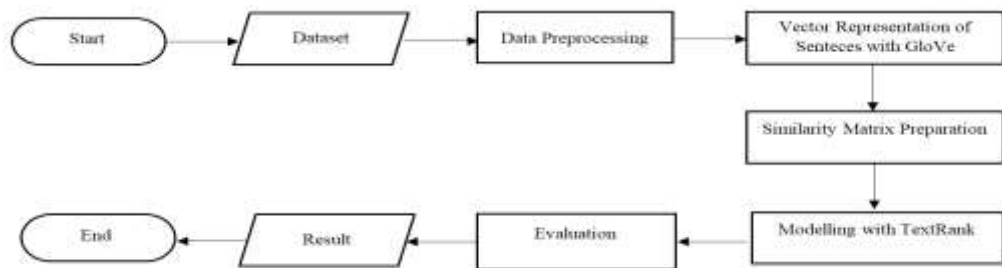 Start
Dataset
Data Preprocessing
Vector Representation of
Senteces with GloVe
Similarity Matrix Preparation
Modelling with TextRank
Evaluation
Result
End